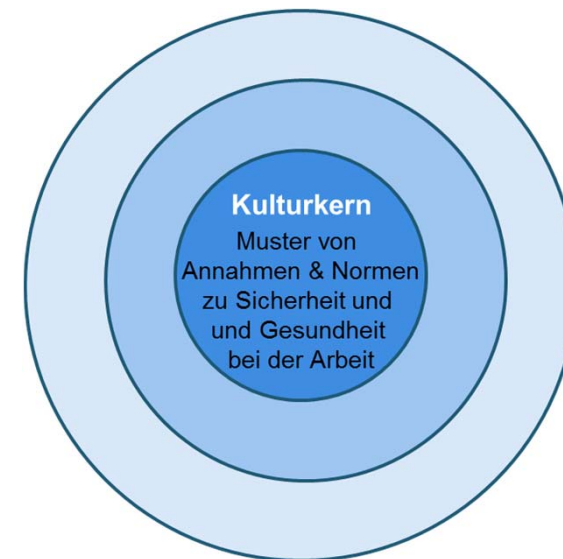 Kulturkern
Muster von
Annahmen & Normen
zu Sicherheit und
und Gesundheit
bei der Arbeit